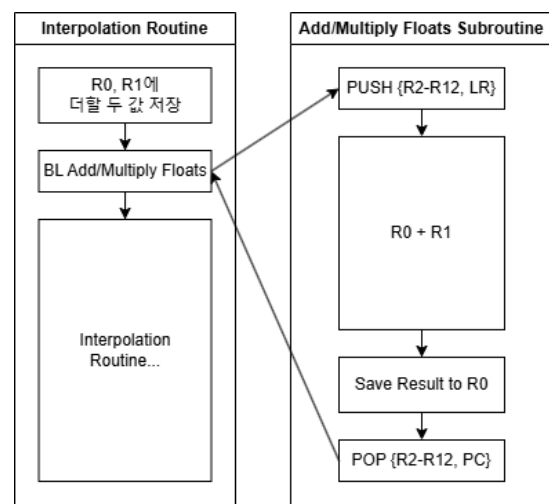 Interpolation Routine
R0, R1에
더할 두 값 저장
BL Add/Multiply Floats
Interpolation
Routine...
Add/Multiply Floats Subroutine
PUSH {R2-R12, LR}
R0 + R1
Save Result to R0
POP {R2-R12, PC}